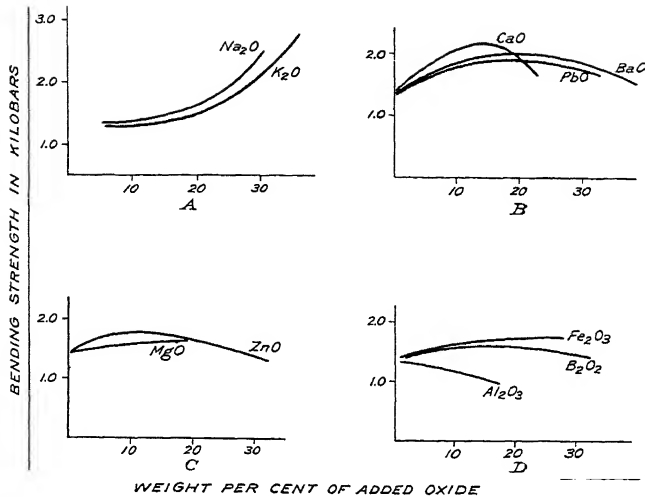 BENDING STRENGTH IN KILOBARS
3.0
2.0
1.0
Na2O
K2O
10 20 30
A
2.0
1.0
CaO
PbO
BaO
10 20 30
B
2.0
1.0
MgO
ZnO
10 20 30
C
2.0
1.0
Fe2O3
B2O2
Al2O3
10 20 30
D
WEIGHT PER CENT OF ADDED OXIDE